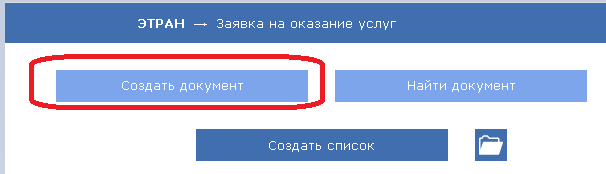 ЭТРАН → Заявка на оказание услуг
Создать документ Найти документ
Создать список